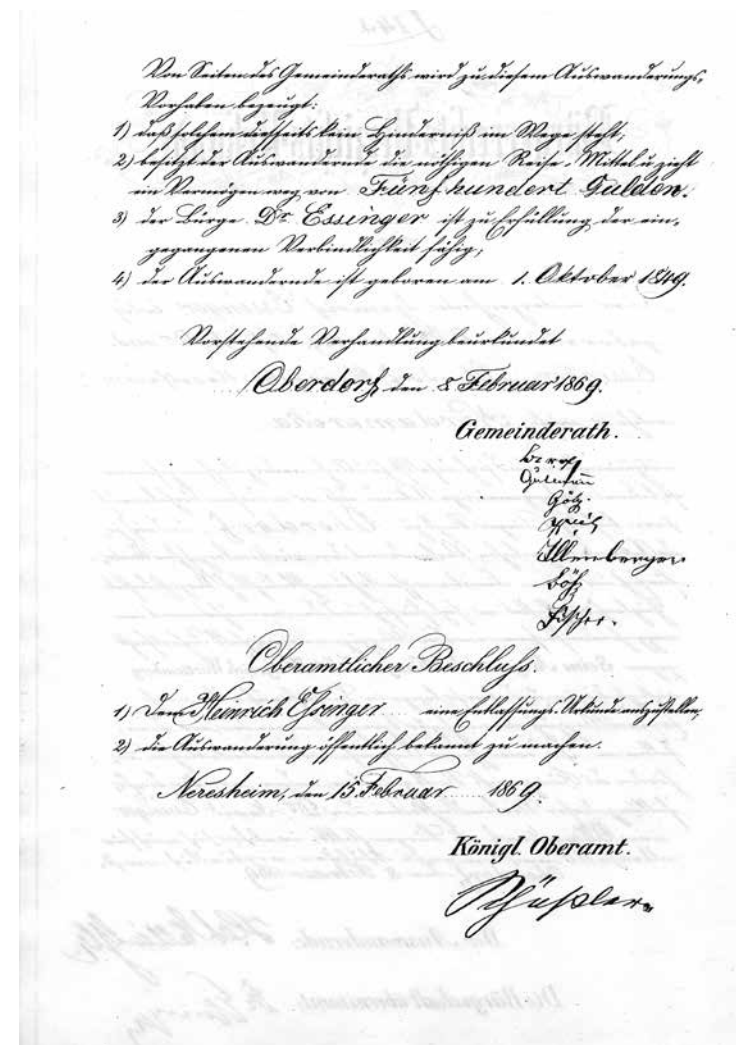 Von Seiten des Gemeinderaths wird zu diesem Auswanderungs-
Vorhaben bezeugt:
1) daß solchem diesseits kein Hinderniß im Wege steht;
2) besitzt der Auswandernde die nöthigen Reise-Mittel u. zieht
ein Vermögen weg von Fünfhundert Gulden.
3) der Bürge Dr. Essinger ist zu Erfüllung der ein-
gegangenen Verbindlichkeit fähig;
4) der Auswandernde ist geboren am 1. Oktober 1849.
Vorstehende Verhandlung beurkundet
Oberdorf, den 8 Februar 1869.
Gemeinderath.
Götz.
Illenberger
Fischer.
Oberamtlicher Beschluss.
1) Dem Heinrich Essinger eine Entlassungs-Urkunde auszustellen,
2) die Auswanderung öffentlich bekannt zu machen.
Neresheim, den 15. Februar 1869.
Königl. Oberamt.